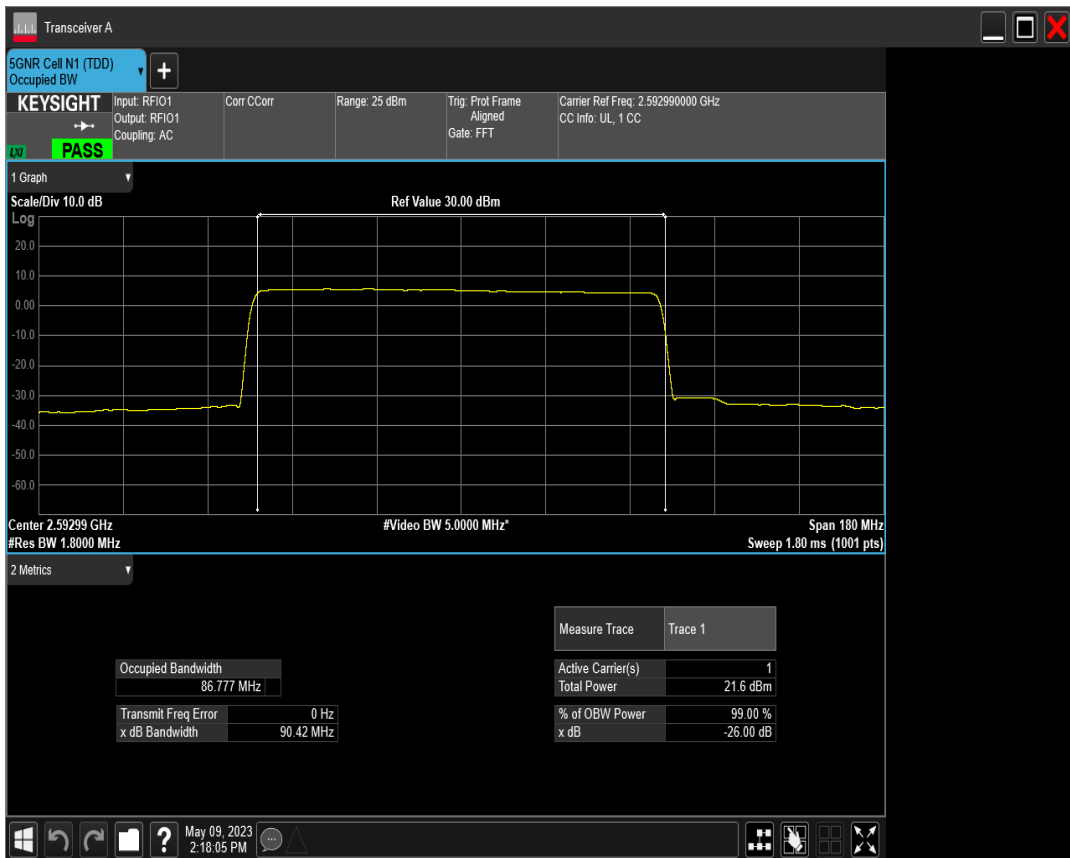 Transceiver A
5GNR Cell N1 (TDD)
Occupied BW
KEYSIGHT
LXI
PASS
Input: RFIO1
Output: RFIO1
Coupling: AC
Corr CCorr
Range: 25 dBm
Trig: Prot Frame
Aligned
Gate: FFT
Carrier Ref Freq: 2.592990000 GHz
CC Info: UL, 1 CC
1 Graph
Scale/Div 10.0 dB
Ref Value 30.00 dBm
Log
20.0
10.0
0.00
-10.0
-20.0
-30.0
-40.0
-50.0
-60.0
Center 2.59299 GHz
#Video BW 5.0000 MHz*
Span 180 MHz
#Res BW 1.8000 MHz
Sweep 1.80 ms (1001 pts)
2 Metrics
Measure Trace Trace 1
Occupied Bandwidth
86.777 MHz
Active Carrier(s) 1
Total Power 21.6 dBm
Transmit Freq Error 0 Hz
x dB Bandwidth 90.42 MHz
% of OBW Power 99.00 %
x dB -26.00 dB
?
May 09, 2023
2:18:05 PM